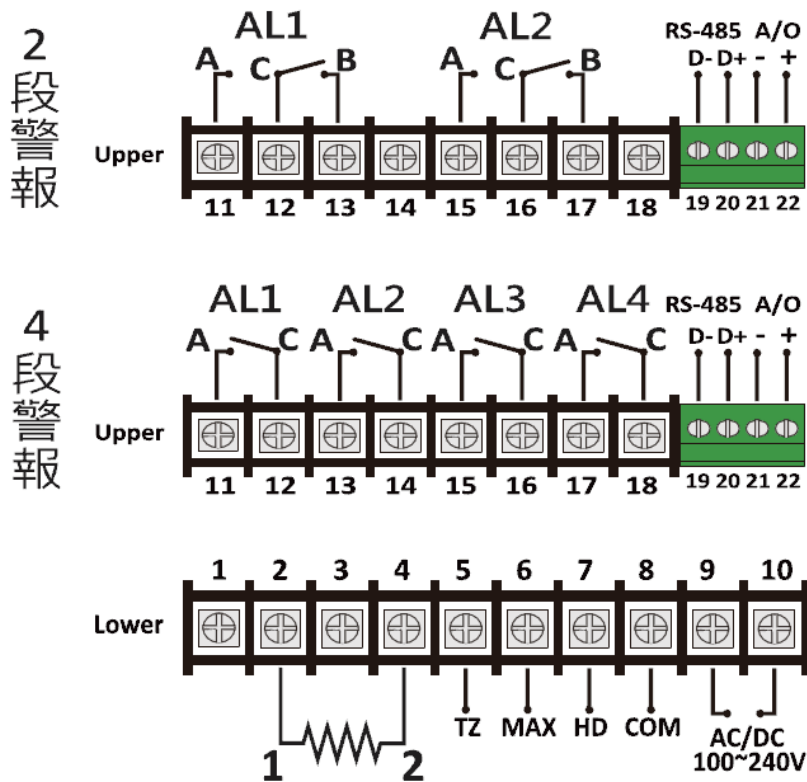 2段警報
AL1 AL2
A C B A C B
RS-485 A/O
D- D+ - +
Upper
11 12 13 14 15 16 17 18 19 20 21 22
4段警報
AL1 AL2 AL3 AL4
A C A C A C A C
RS-485 A/O
D- D+ - +
Upper
11 12 13 14 15 16 17 18 19 20 21 22
1 2 3 4 5 6 7 8 9 10
Lower
1 2
TZ MAX HD COM
AC/DC
100~240V